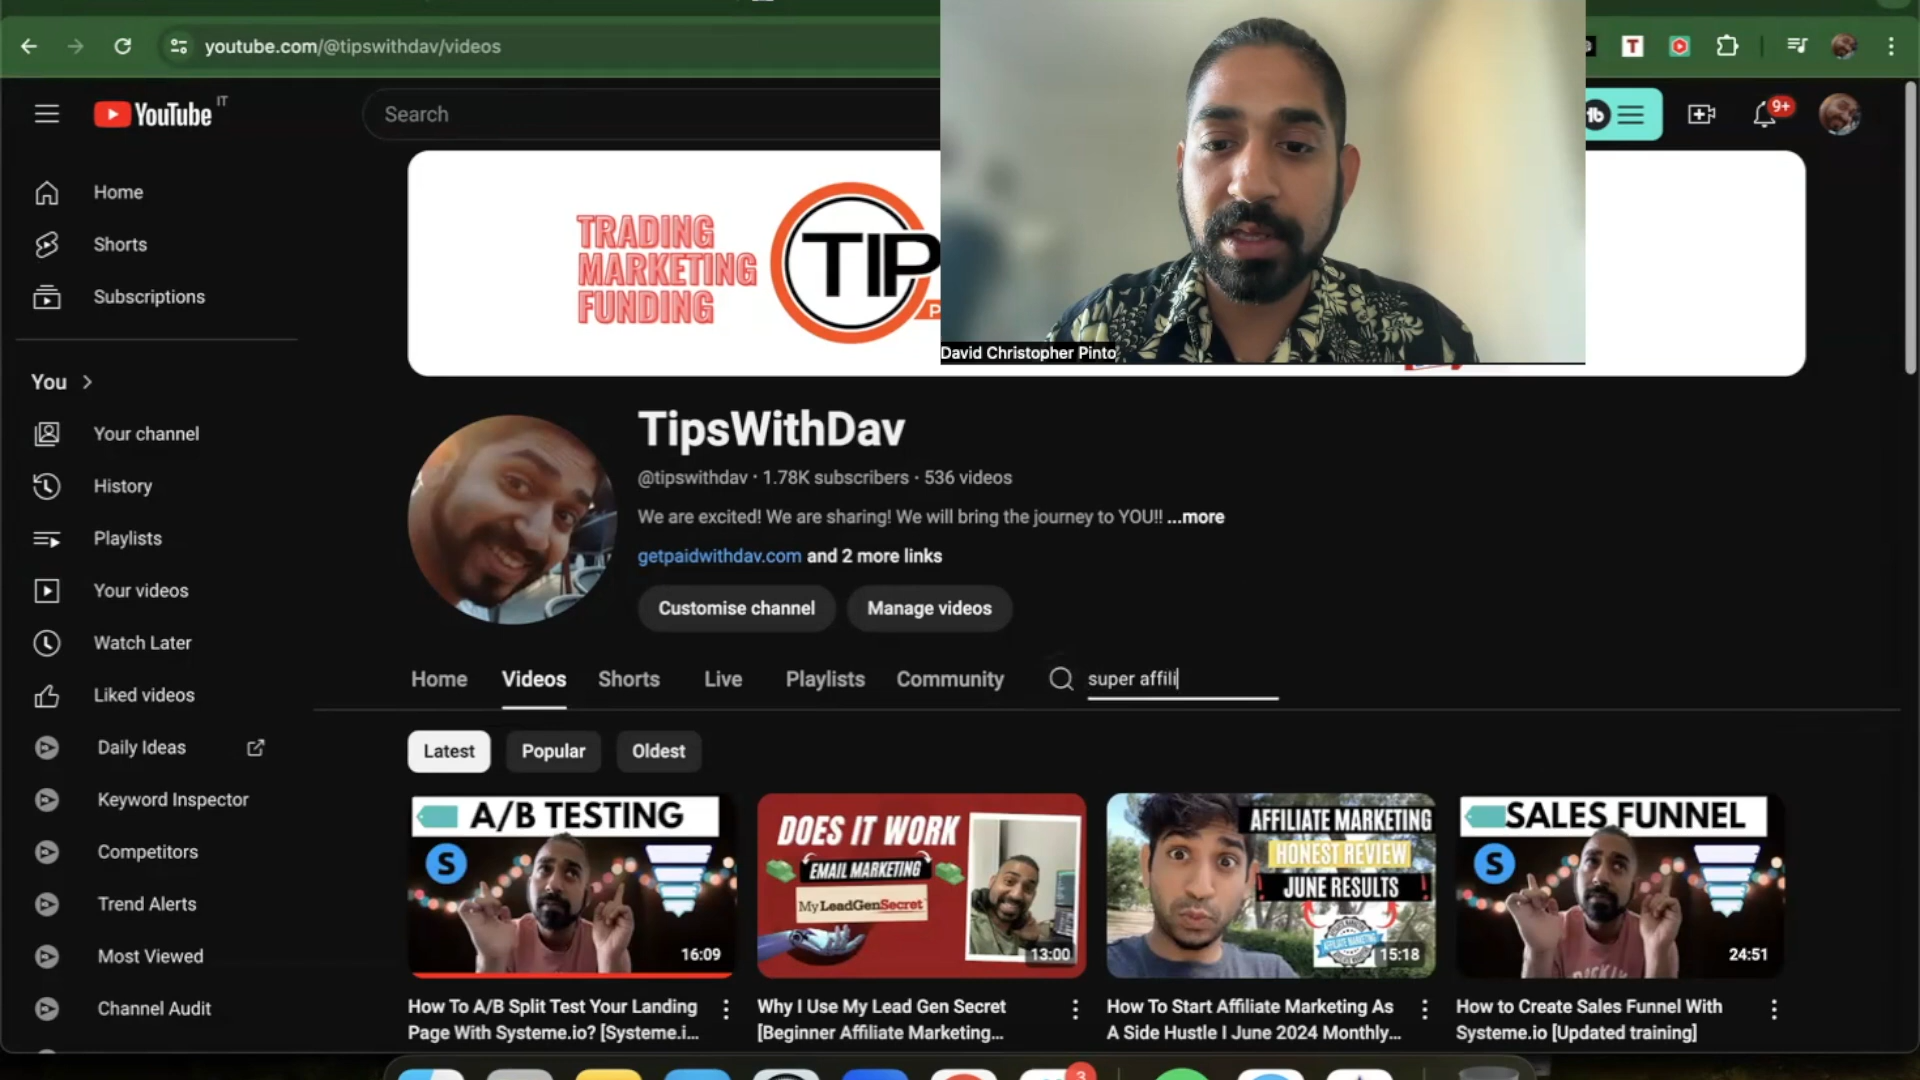 youtube.com/@tipswithdav/videos
T
YouTube IT
Search
9+
Home
Shorts
Subscriptions
You
Your channel
History
Playlists
Your videos
Watch Later
Liked videos
Daily Ideas
Keyword Inspector
Competitors
Trend Alerts
Most Viewed
Channel Audit
TRADING
MARKETING
FUNDING
TIP
P
David Christopher Pinto
TipsWithDav
@tipswithdav · 1.78K subscribers · 536 videos
We are excited! We are sharing! We will bring the journey to YOU!! ...more
getpaidwithdav.com and 2 more links
Customise channel
Manage videos
Home
Videos
Shorts
Live
Playlists
Community
super affili
Latest
Popular
Oldest
A/B TESTING
S
16:09
How To A/B Split Test Your Landing
Page With Systeme.io? [Systeme.i...
DOES IT WORK
EMAIL MARKETING
MyLeadGenSecret
13:00
Why I Use My Lead Gen Secret
[Beginner Affiliate Marketing...
AFFILIATE MARKETING
HONEST REVIEW
JUNE RESULTS
AFFILIATE MARKETING
15:18
How To Start Affiliate Marketing As
A Side Hustle I June 2024 Monthly...
SALES FUNNEL
S
24:51
How to Create Sales Funnel With
Systeme.io [Updated training]
3